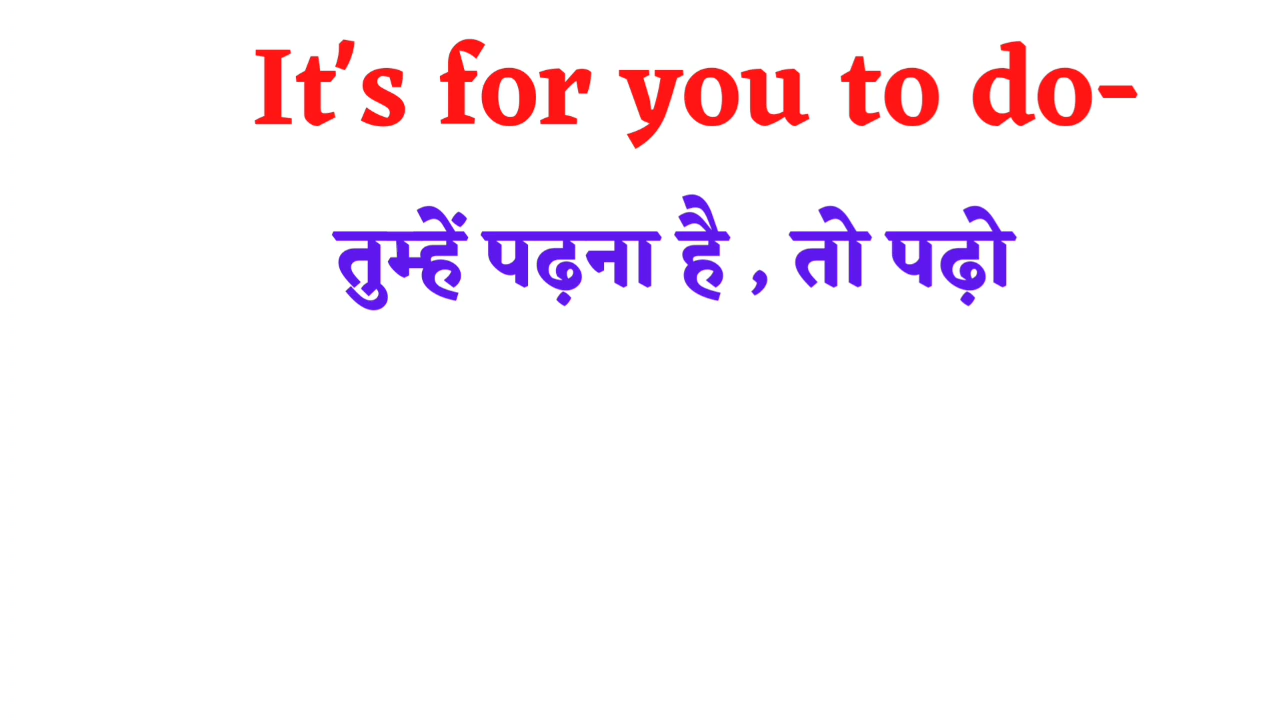 It's for you to do-
तुम्हें पढ़ना है , तो पढ़ो